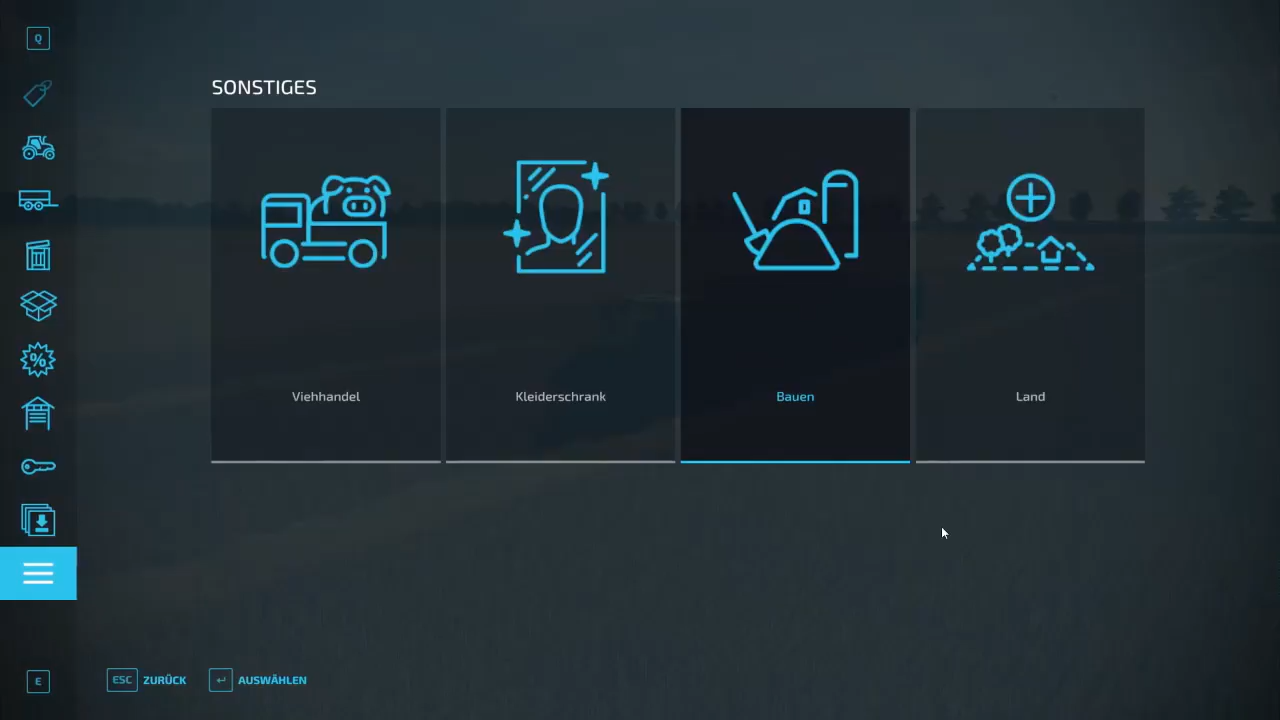 Q
SONSTIGES
%
Viehhandel
Kleiderschrank
Bauen
Land
E
ESC ZURÜCK
AUSWÄHLEN